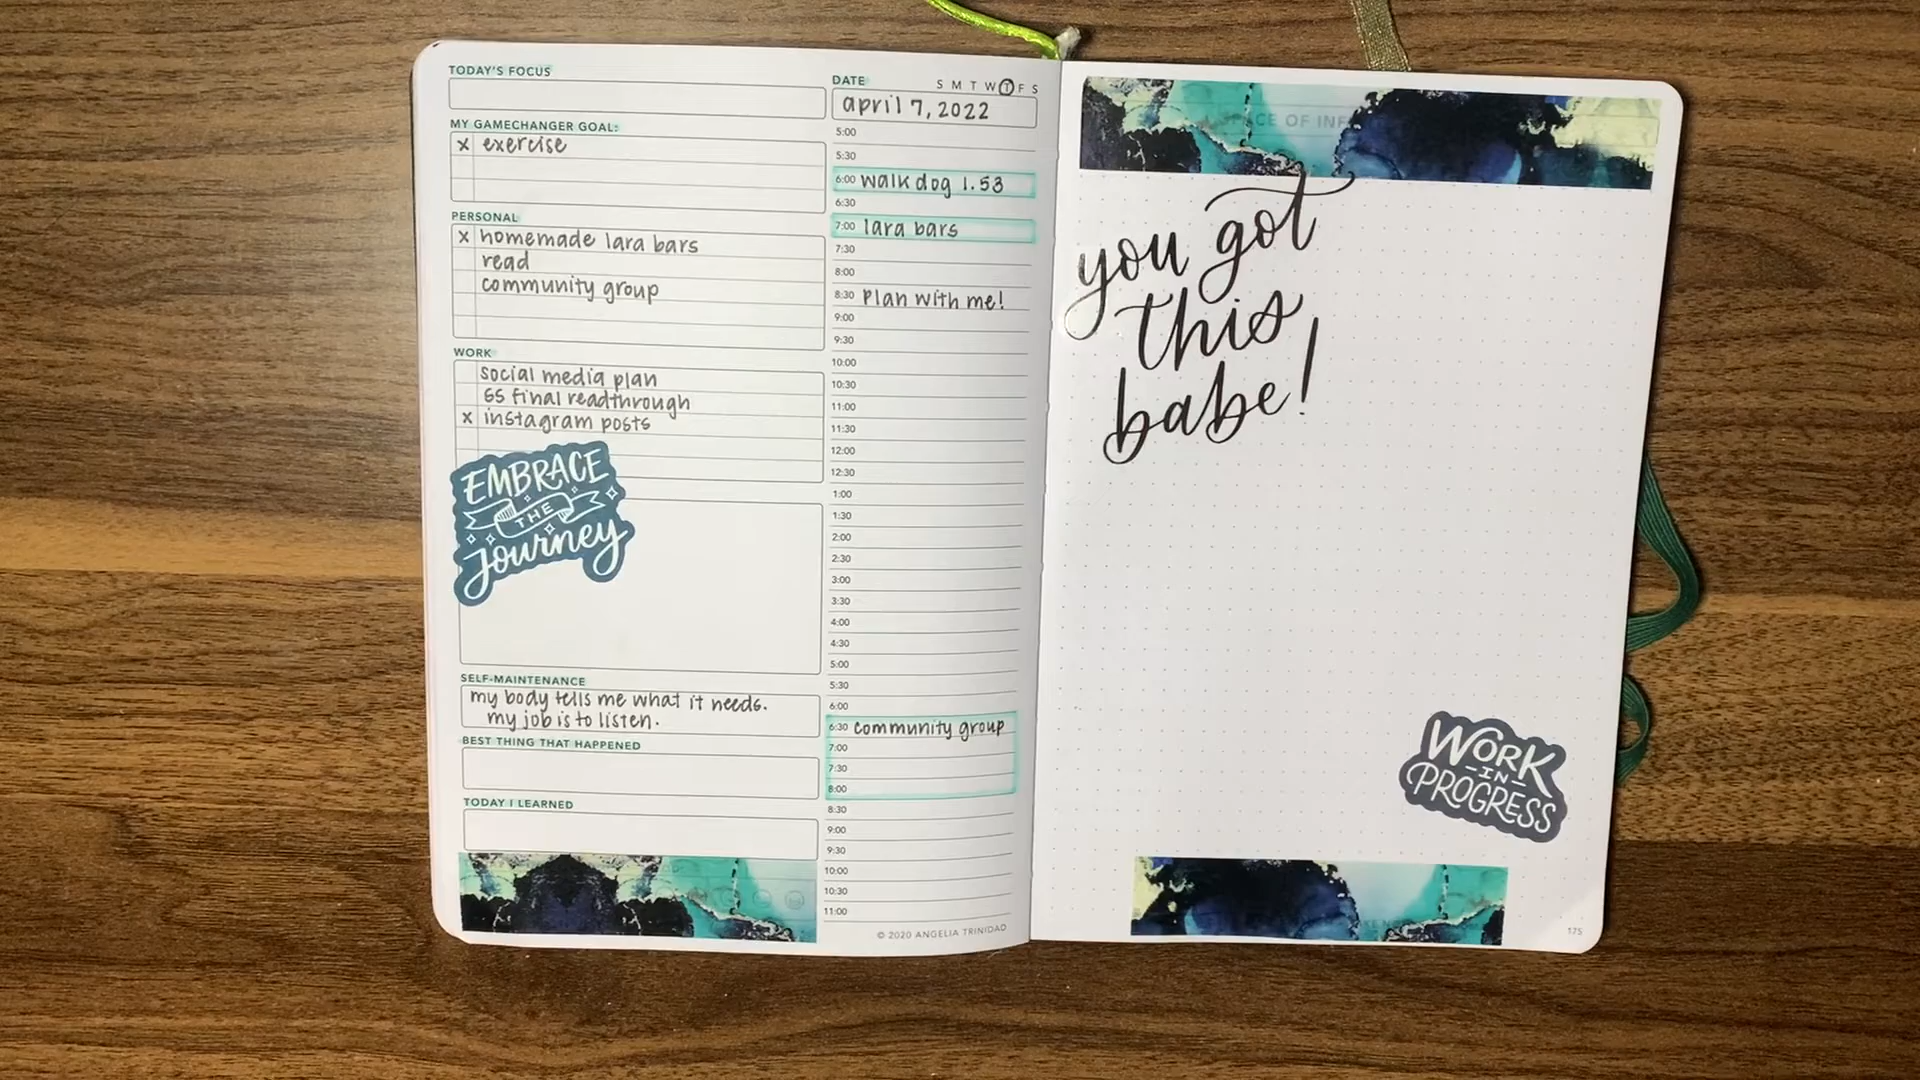 TODAY'S FOCUS
MY GAMECHANGER GOAL:
x exercise
PERSONAL
x homemade lara bars
read
community group
WORK
social media plan
GS final readthrough
x instagram posts
EMBRACE
THE
journey
SELF-MAINTENANCE
my body tells me what it needs.
my job is to listen.
BEST THING THAT HAPPENED
TODAY I LEARNED
DATE
S M T W T F S
april 7, 2022
5:00
5:30
6:00 walk dog 1.53
6:30
7:00 lara bars
7:30
8:00
8:30 Plan with me!
9:00
9:30
10:00
10:30
11:00
11:30
12:00
12:30
1:00
1:30
2:00
2:30
3:00
3:30
4:00
4:30
5:00
5:30
6:00
6:30 community group
7:00
7:30
8:00
8:30
9:00
9:30
10:00
10:30
11:00
© 2020 ANGELIA TRINIDAD
SPACE OF INF
you got
this
babe!
WORK
IN
PROGRESS
175